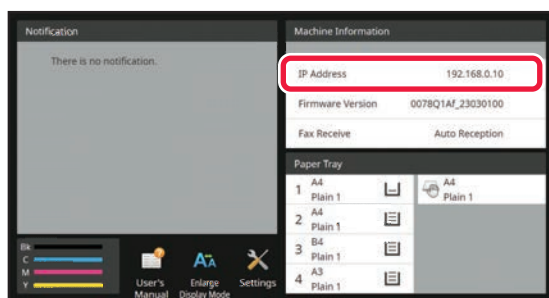 Notification
There is no notification.
Machine Information
IP Address 192.168.0.10
Firmware Version 0078Q1Af_23030100
Fax Receive Auto Reception
Paper Tray
1 A4
Plain 1
A4
Plain 1
2 A4
Plain 1
3 B4
Plain 1
4 A3
Plain 1
Bk
C
M
Y
User's
Manual
Enlarge
Display Mode
Settings